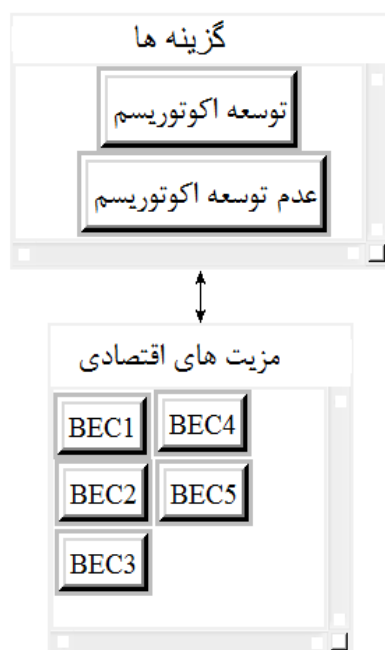 گزینه ها
توسعه اکوتوریسم
عدم توسعه اکوتوریسم
مزیت های اقتصادی
BEC1 BEC4
BEC2 BEC5
BEC3